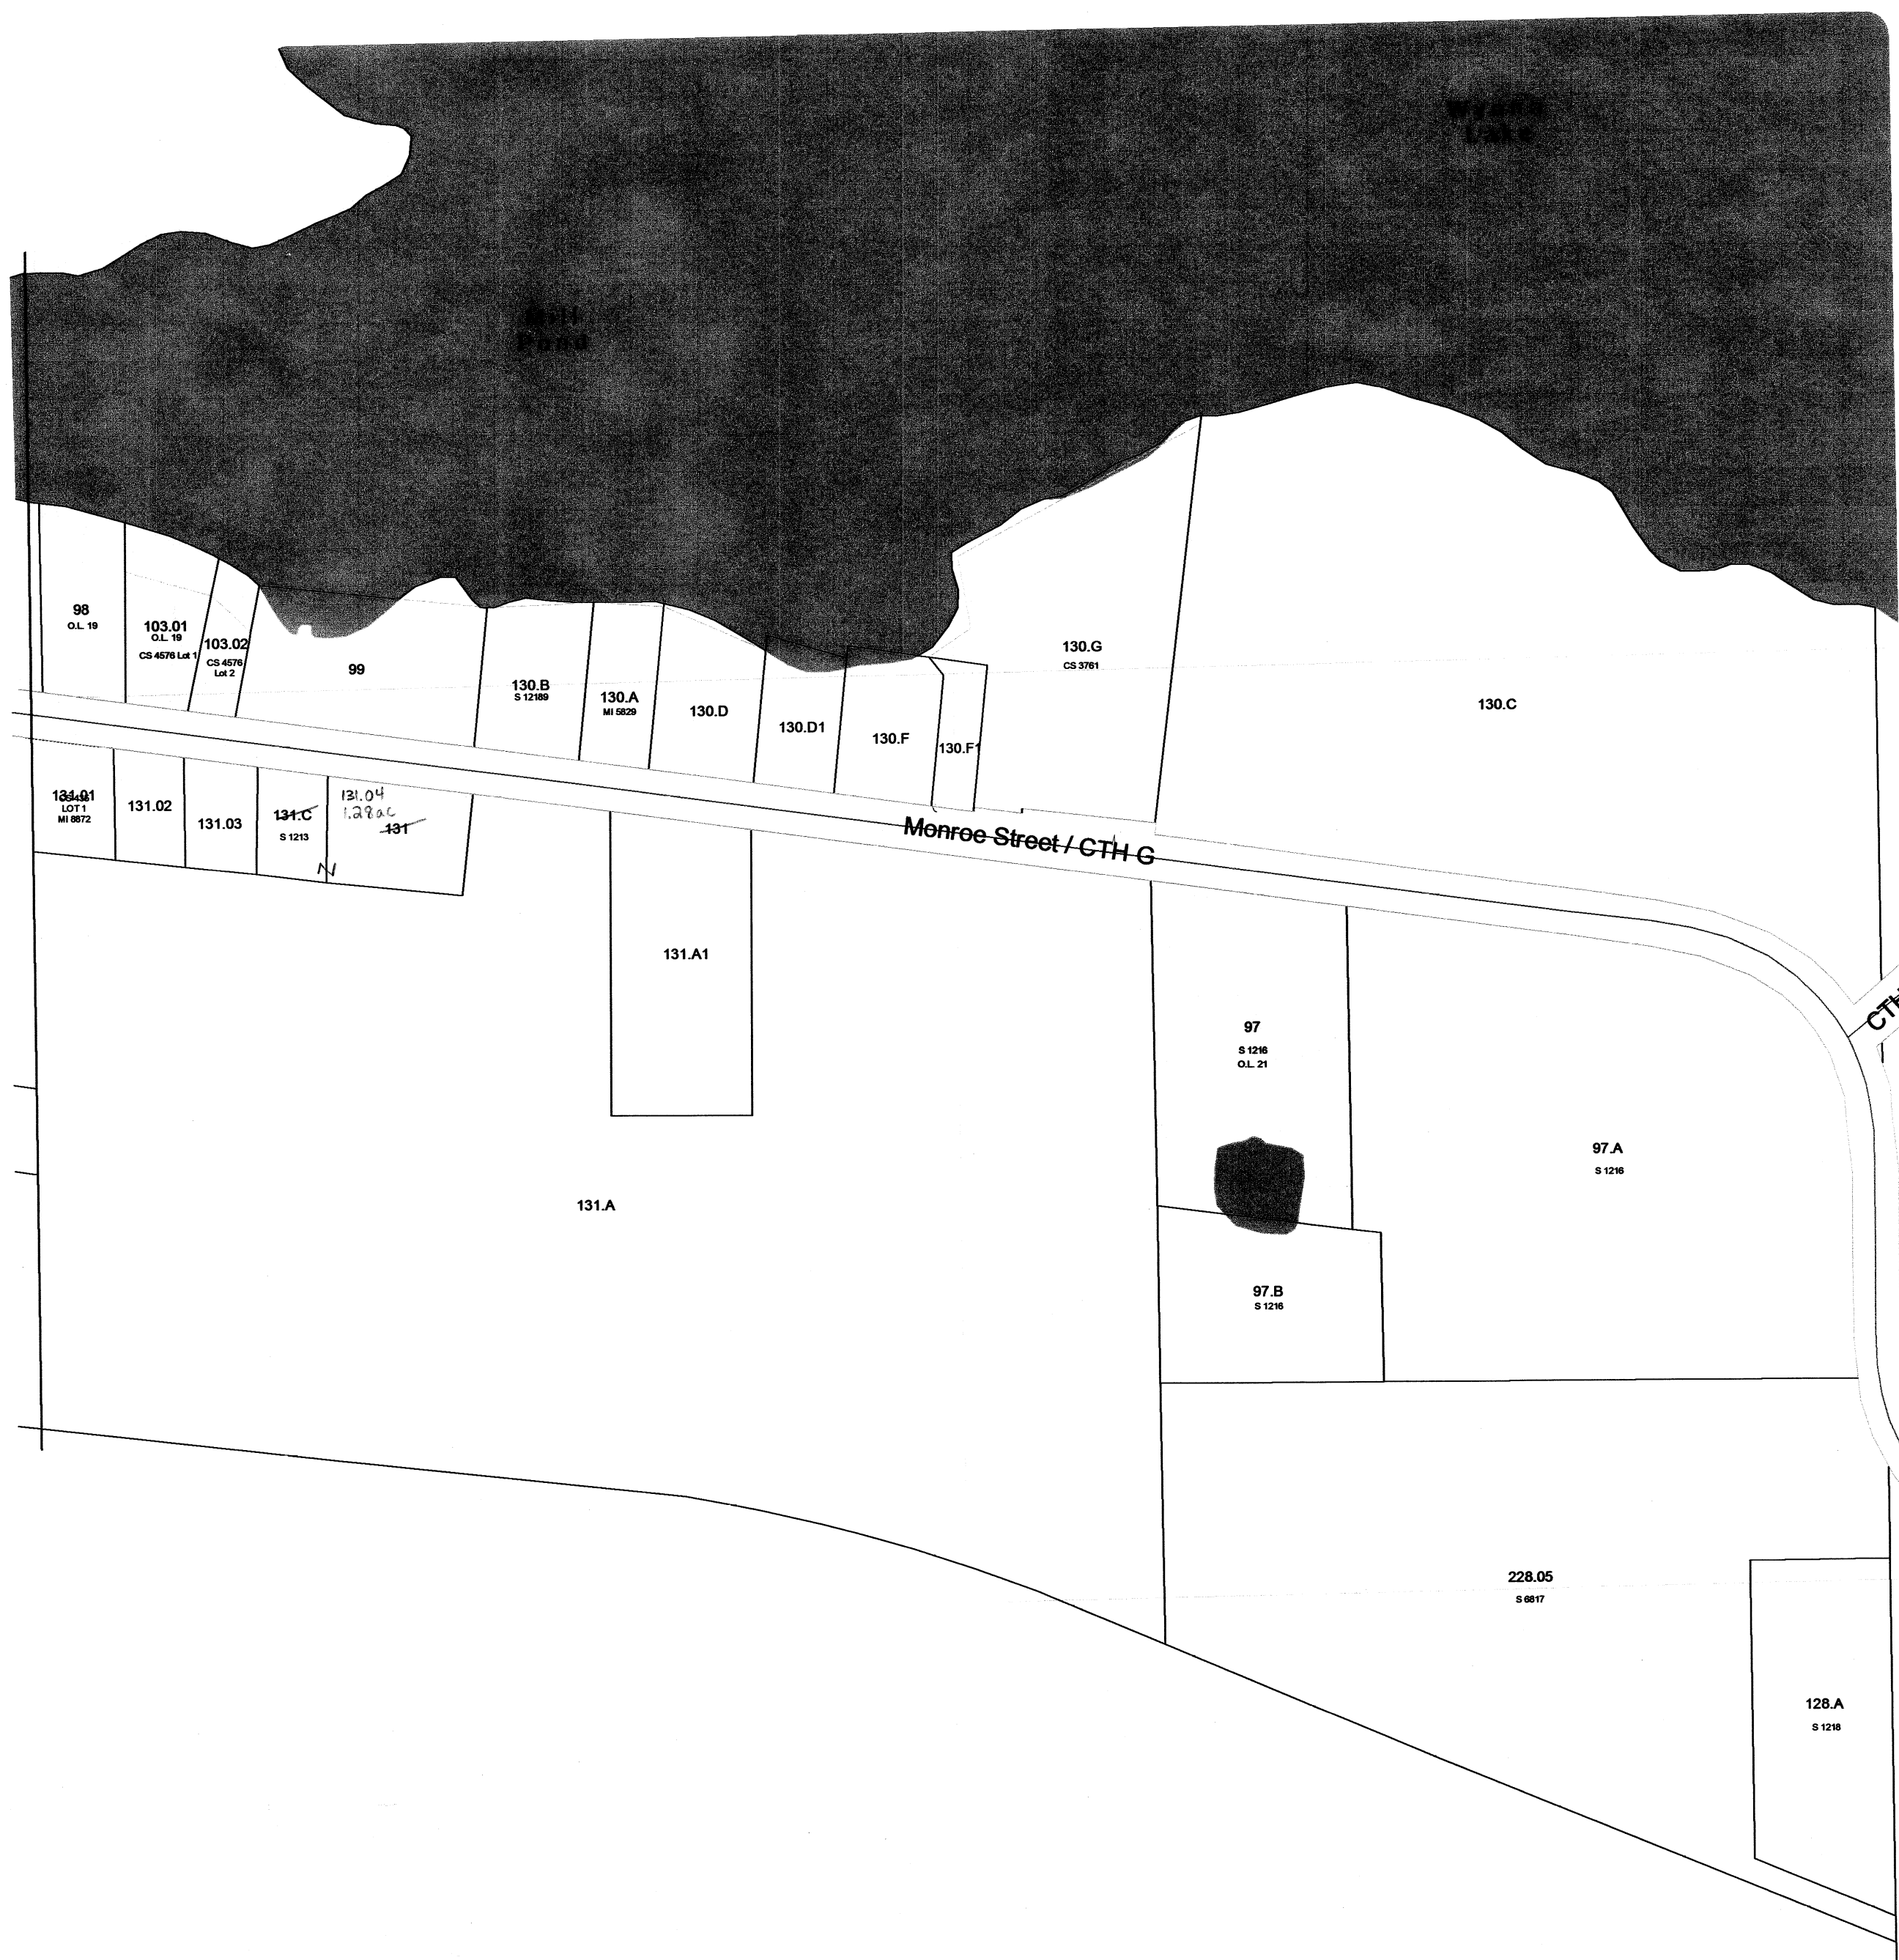 Lake
Mill
Pond
98
O.L. 19
103.01
O.L. 19
CS 4576 Lot 1
103.02
CS 4576
Lot 2
99
130.B
S 12189
130.A
MI 5829
130.D
130.D1
130.F
130.F1
130.G
CS 3761
130.C
131.01
LOT 1
MI 8872
131.02
131.03
131.C
S 1213
131.04
1.28ac
131
N
Monroe Street / CTH G
CTH
131.A1
131.A
97
S 1216
O.L. 21
97.A
S 1216
97.B
S 1216
228.05
S 6817
128.A
S 1218